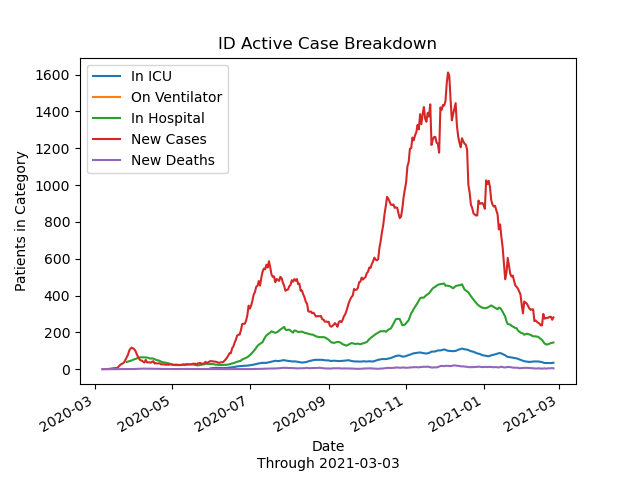 ID Active Case Breakdown
In ICU
On Ventilator
In Hospital
New Cases
New Deaths
1600
1400
1200
1000
800
600
400
200
0
Patients in Category
2020-03
2020-05
2020-07
2020-09
2020-11
2021-01
2021-03
Date
Through 2021-03-03